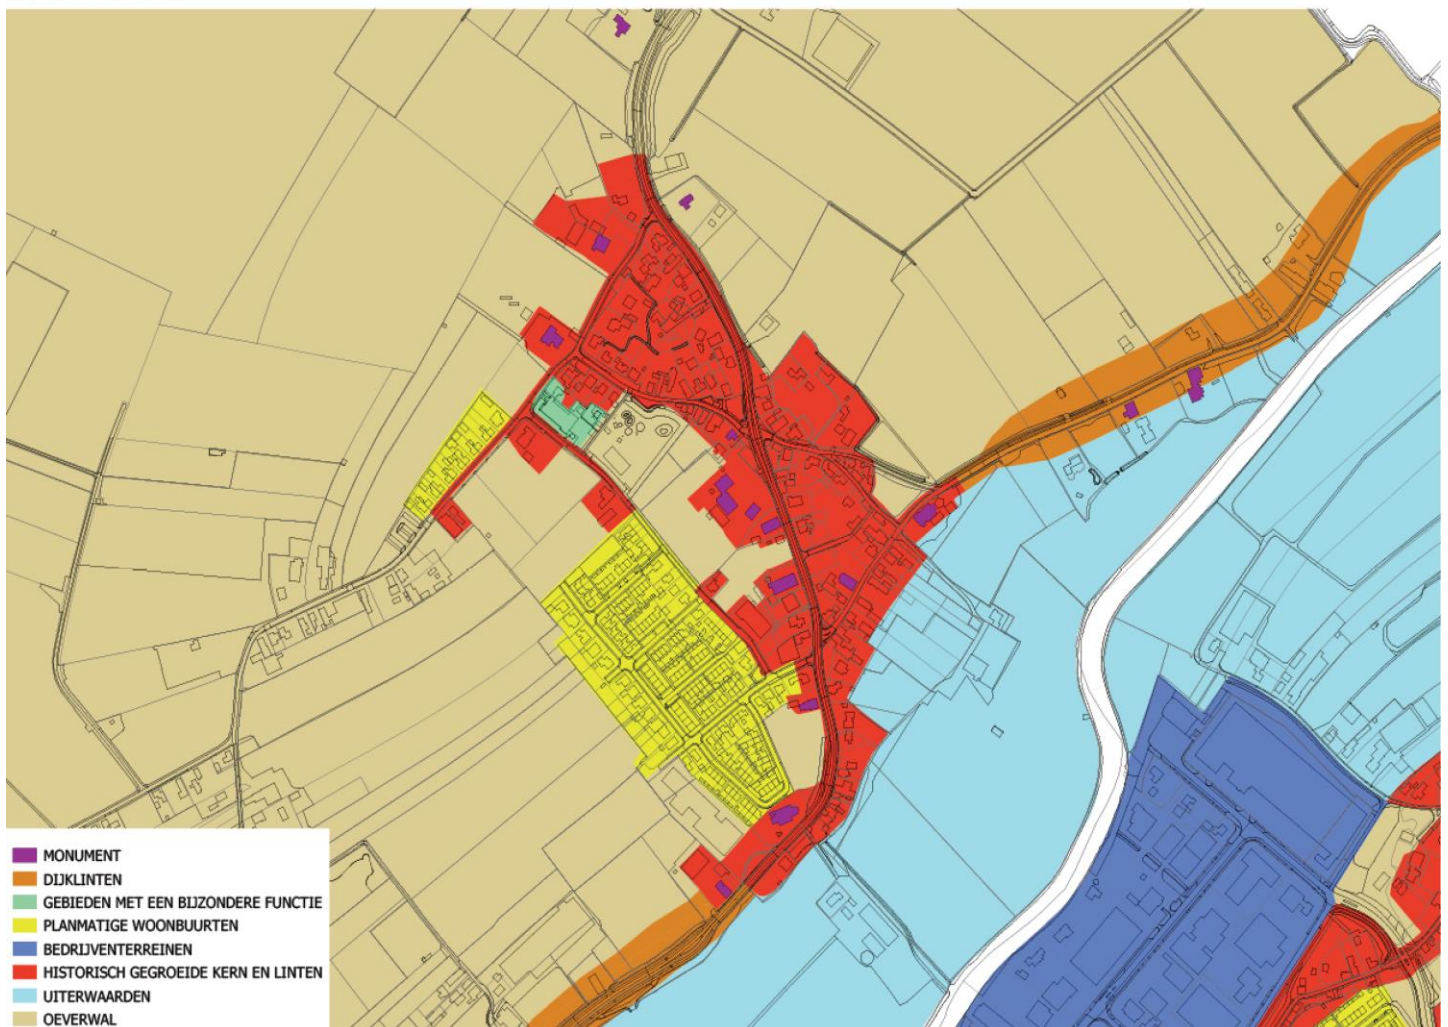 MONUMENT
DIJKLINTEN
GEBIEDEN MET EEN BIJZONDERE FUNCTIE
PLANMATIGE WOONBUURTEN
BEDRIJVENTERREINEN
HISTORISCH GEGROEIDE KERN EN LINTEN
UITERWAARDEN
OEVERWAL